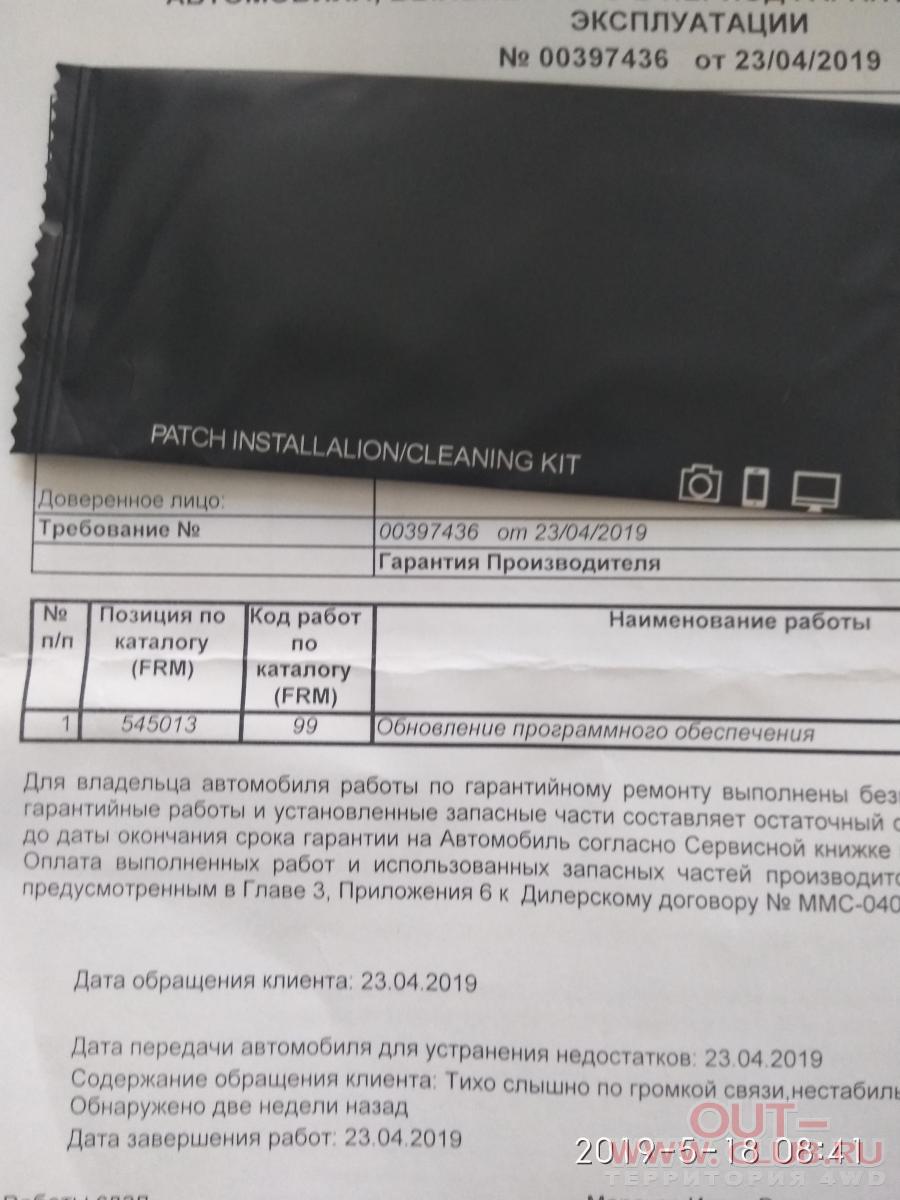 ЭКСПЛУАТАЦИИ
№ 00397436 от 23/04/2019
PATCH INSTALLALION/CLEANING KIT
Доверенное лицо:
Требование № 00397436 от 23/04/2019
Гарантия Производителя
№ п/п
Позиция по каталогу (FRM)
Код работ по каталогу (FRM)
Наименование работы
1 545013 99 Обновление программного обеспечения
Для владельца автомобиля работы по гарантийному ремонту выполнены
гарантийные работы и установленные запасные части составляет остаточный
до даты окончания срока гарантии на Автомобиль согласно Сервисной книжке
Оплата выполненных работ и использованных запасных частей
предусмотренным в Главе 3, Приложения 6 к Дилерскому договору № ММС-040
Дата обращения клиента: 23.04.2019
Дата передачи автомобиля для устранения недостатков: 23.04.2019
Содержание обращения клиента: Тихо слышно по громкой связи,
Обнаружено две недели назад
Дата завершения работ: 23.04.2019
2019-5-18 08:41
OUT-
WWW.CLUB.RU
ТЕРРИТОРИЯ 4WD